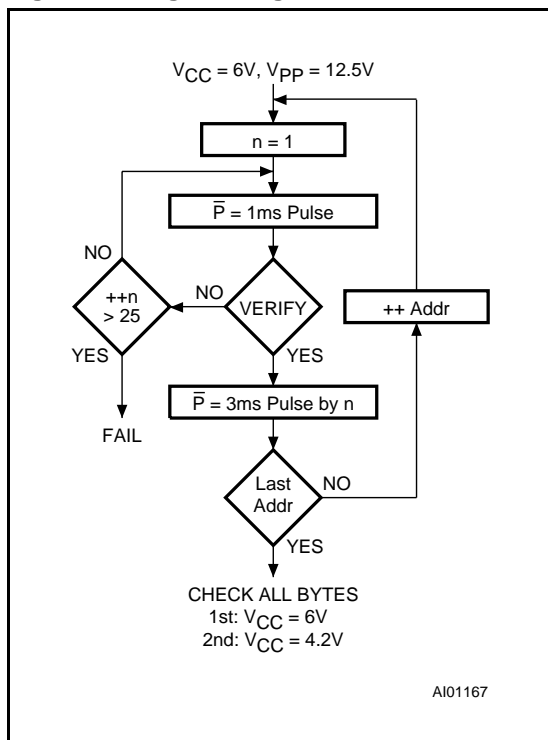 VCC = 6V, VPP = 12.5V
n = 1
P̅ = 1ms Pulse
NO
++n
> 25
NO
VERIFY
++ Addr
YES
YES
P̅ = 3ms Pulse by n
FAIL
Last
Addr
NO
YES
CHECK ALL BYTES
1st: VCC = 6V
2nd: VCC = 4.2V
AI01167